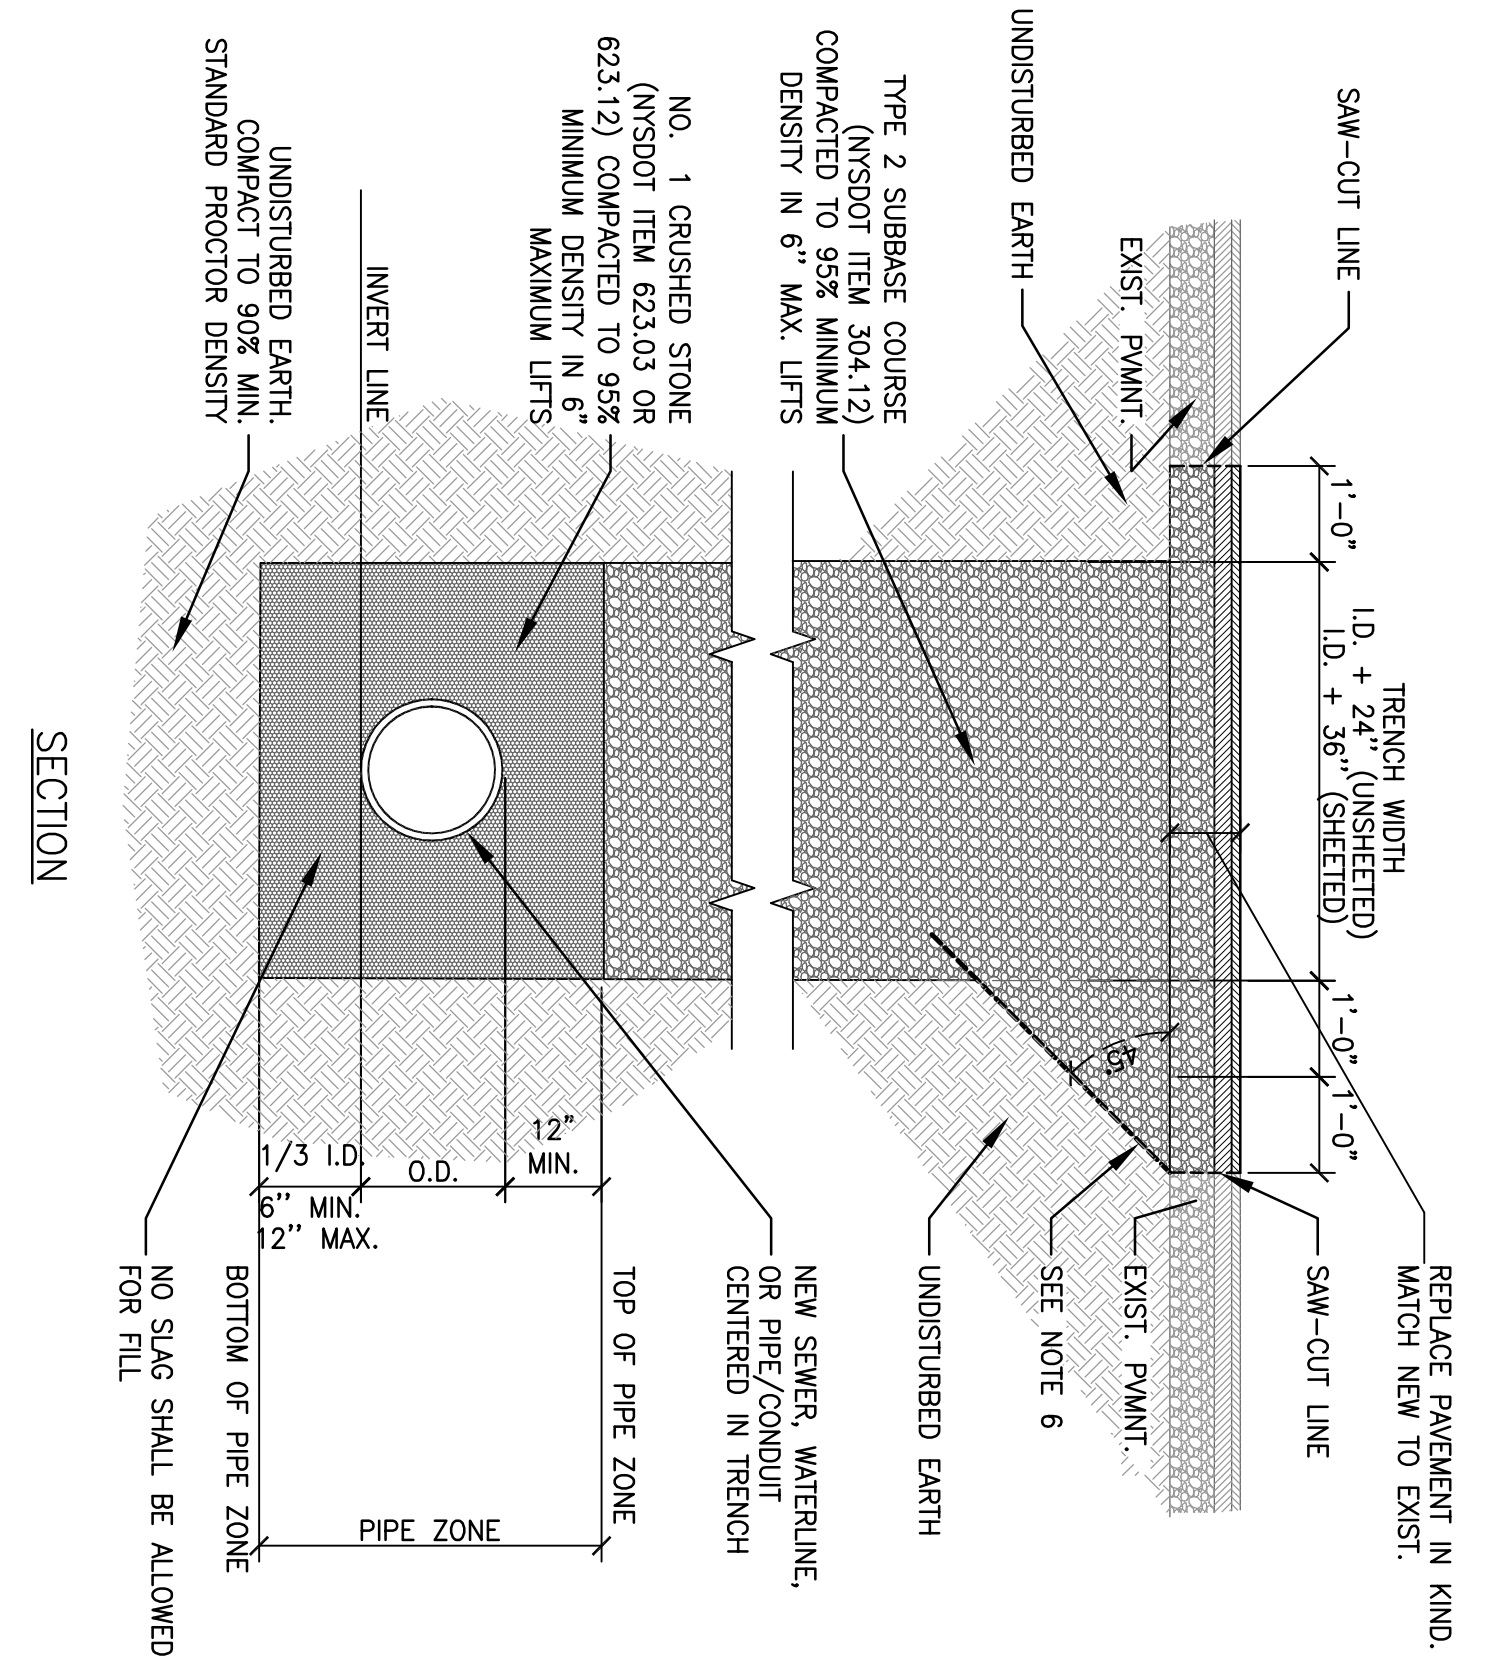 SAW-CUT LINE
EXIST. PVMNT.
UNDISTURBED EARTH
TYPE 2 SUBBASE COURSE
(NYSDOT ITEM 304.12)
COMPACTED TO 95% MINIMUM
DENSITY IN 6" MAX. LIFTS
NO. 1 CRUSHED STONE
(NYSDOT ITEM 623.03 OR
623.12) COMPACTED TO 95%
MINIMUM DENSITY IN 6"
MAXIMUM LIFTS
INVERT LINE
UNDISTURBED EARTH.
COMPACT TO 90% MIN.
STANDARD PROCTOR DENSITY
1'-0"
TRENCH WIDTH
I.D. + 24" (UNSHEETED)
I.D. + 36" (SHEETED)
1'-0"
1'-0"
45°
REPLACE PAVEMENT IN KIND.
MATCH NEW TO EXIST.
SAW-CUT LINE
EXIST. PVMNT.
SEE NOTE 6
UNDISTURBED EARTH
NEW SEWER, WATERLINE,
OR PIPE/CONDUIT
CENTERED IN TRENCH
TOP OF PIPE ZONE
12"
MIN.
O.D.
1/3 I.D.
6" MIN.
12" MAX.
PIPE ZONE
BOTTOM OF PIPE ZONE
NO SLAG SHALL BE ALLOWED
FOR FILL
SECTION